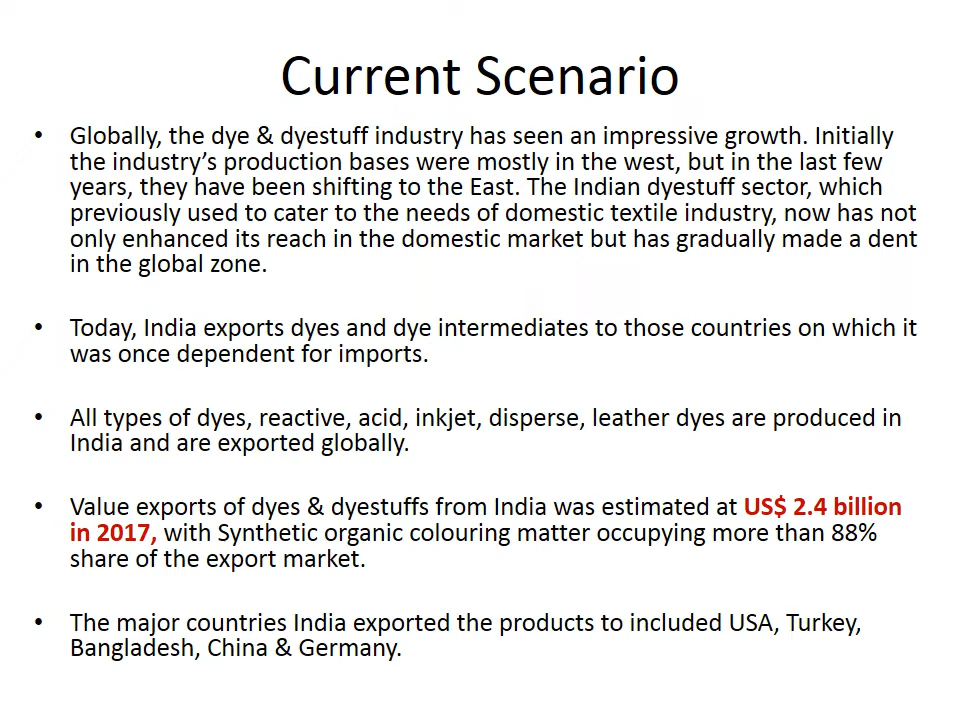 Current Scenario
• Globally, the dye & dyestuff industry has seen an impressive growth. Initially
the industry’s production bases were mostly in the west, but in the last few
years, they have been shifting to the East. The Indian dyestuff sector, which
previously used to cater to the needs of domestic textile industry, now has not
only enhanced its reach in the domestic market but has gradually made a dent
in the global zone.
• Today, India exports dyes and dye intermediates to those countries on which it
was once dependent for imports.
• All types of dyes, reactive, acid, inkjet, disperse, leather dyes are produced in
India and are exported globally.
• Value exports of dyes & dyestuffs from India was estimated at US$ 2.4 billion
in 2017, with Synthetic organic colouring matter occupying more than 88%
share of the export market.
• The major countries India exported the products to included USA, Turkey,
Bangladesh, China & Germany.